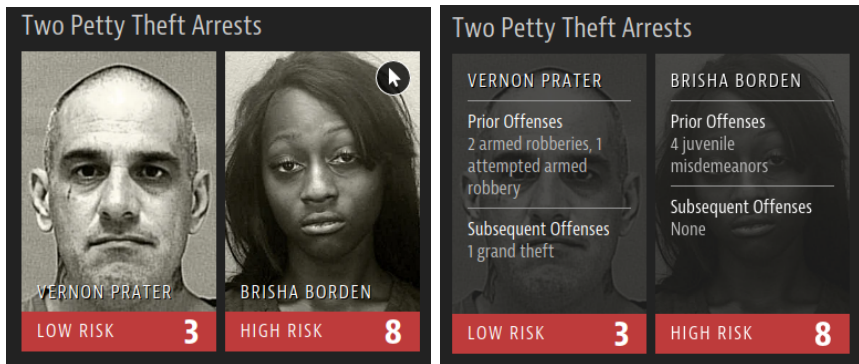 Two Petty Theft Arrests
VERNON PRATER
LOW RISK 3
BRISHA BORDEN
HIGH RISK 8
Two Petty Theft Arrests
VERNON PRATER
Prior Offenses
2 armed robberies, 1
attempted armed
robbery
Subsequent Offenses
1 grand theft
LOW RISK 3
BRISHA BORDEN
Prior Offenses
4 juvenile
misdemeanors
Subsequent Offenses
None
HIGH RISK 8